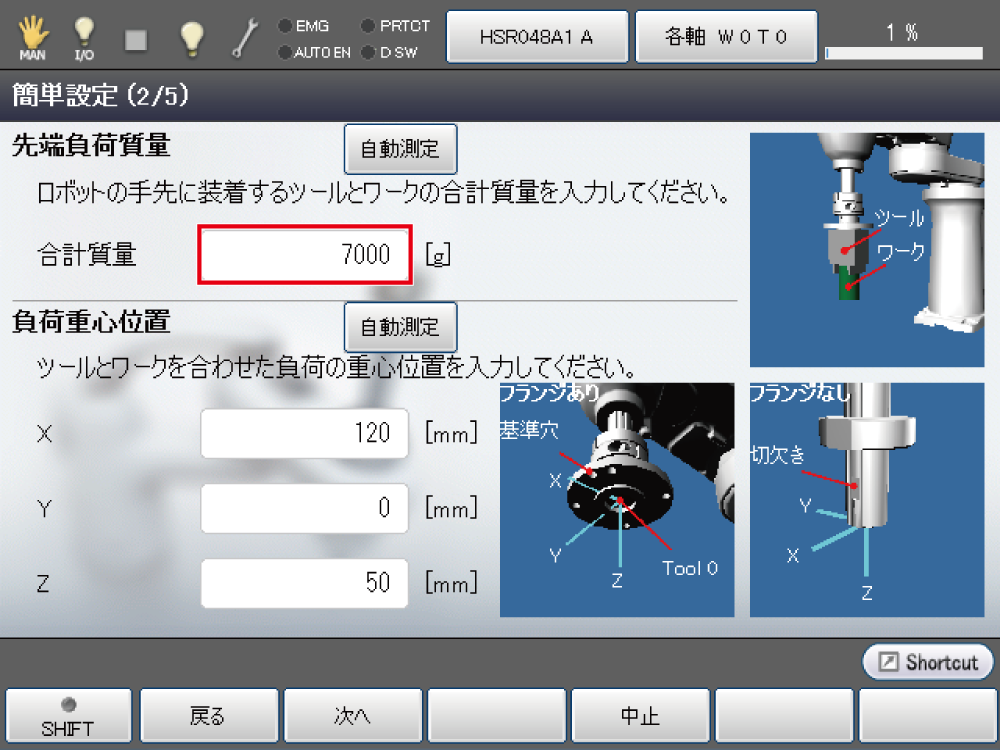 MAN
I/O
EMG
PRTCT
AUTO EN
D SW
HSR048A1 A
各軸 W 0 T 0
1 %
簡単設定 (2/5)
先端負荷質量
自動測定
ロボットの手先に装着するツールとワークの合計質量を入力してください。
合計質量
7000
[g]
ツール
ワーク
負荷重心位置
自動測定
ツールとワークを合わせた負荷の重心位置を入力してください。
X
120
[mm]
Y
0
[mm]
Z
50
[mm]
フランジあり
基準穴
X
Y
Z
Tool 0
フランジなし
切欠き
Y
X
Z
Shortcut
SHIFT
戻る
次へ
中止